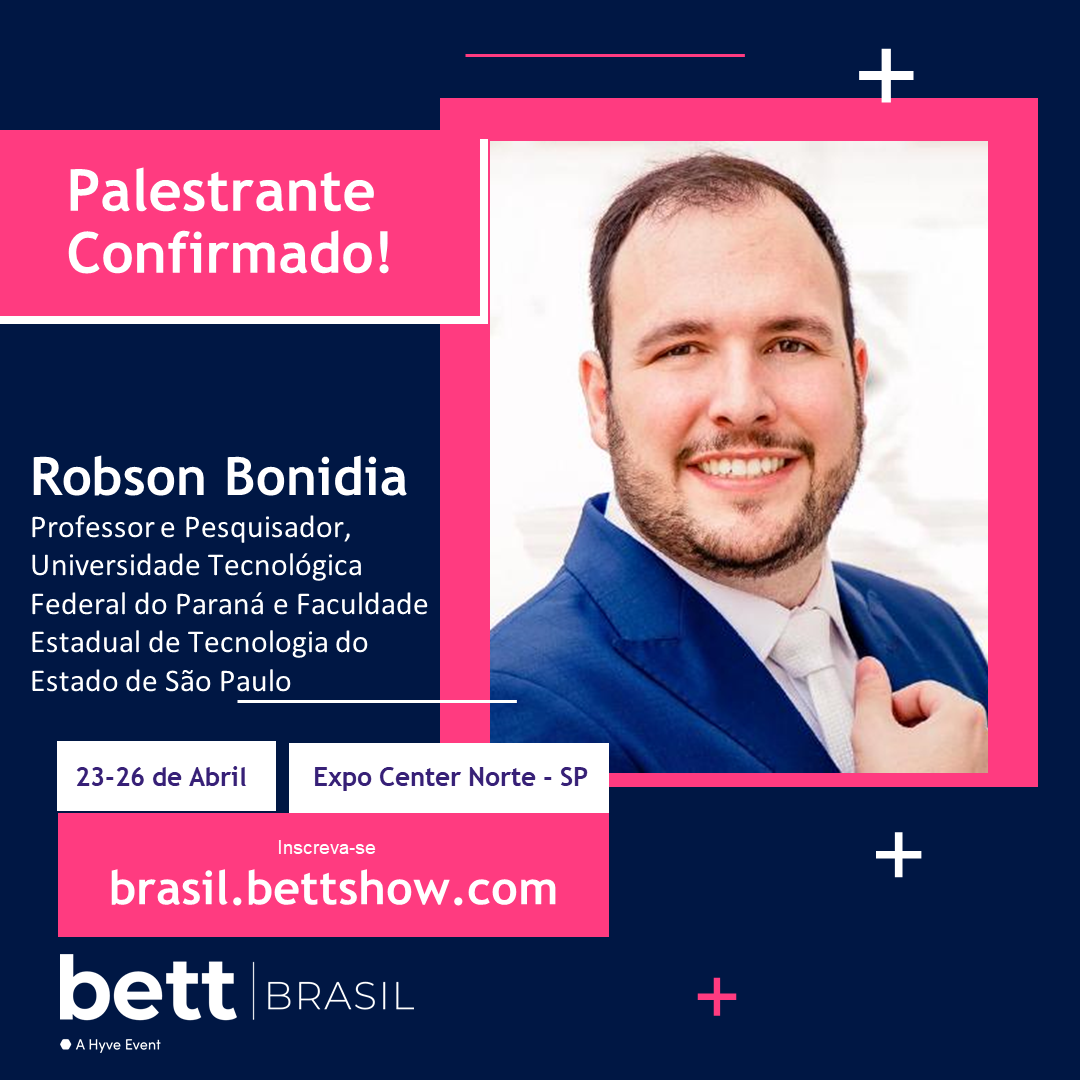 Palestrante
Confirmado!
Robson Bonidia
Professor e Pesquisador,
Universidade Tecnológica
Federal do Paraná e Faculdade
Estadual de Tecnologia do
Estado de São Paulo
23-26 de Abril
Expo Center Norte - SP
Inscreva-se
brasil.bettshow.com
bett BRASIL
A Hyve Event